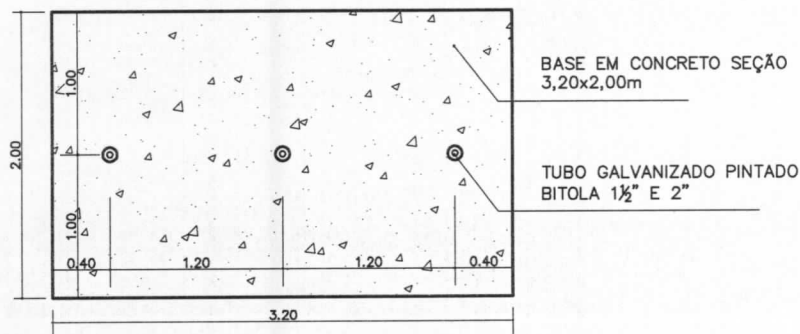 BASE EM CONCRETO SEÇÃO
3,20x2,00m
1.00
2.00
TUBO GALVANIZADO PINTADO
BITOLA 1½" E 2"
1.00
0.40 1.20 1.20 0.40
3.20